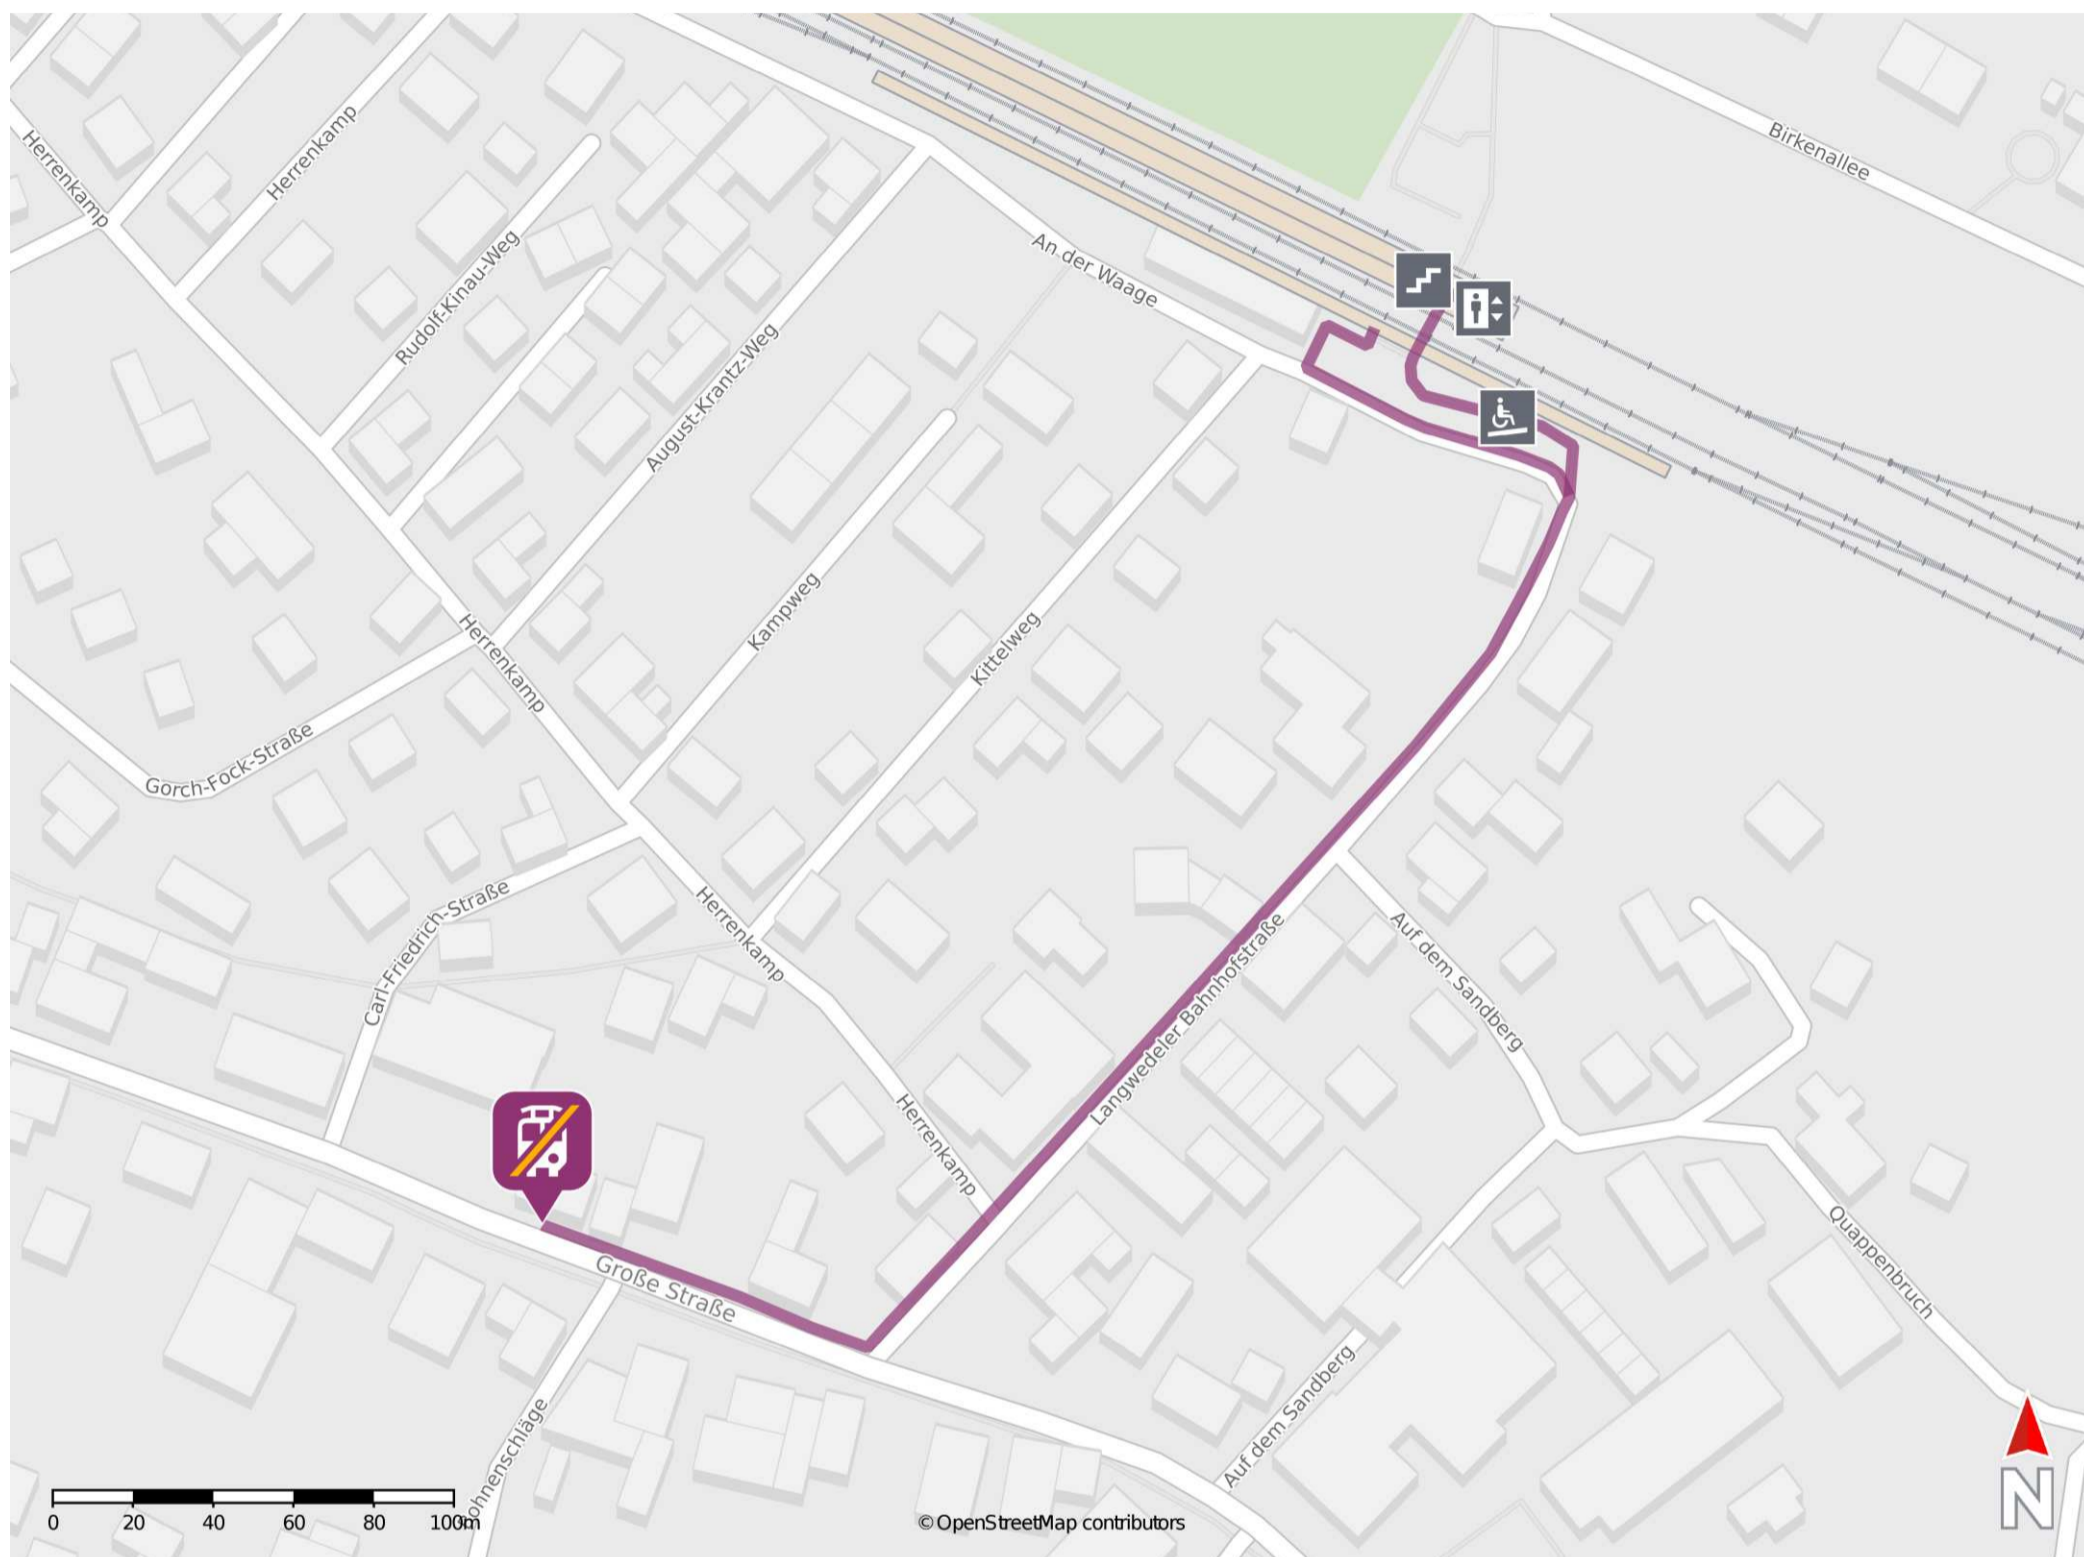 Birkenallee
Herrenkamp
Herrenkamp
An der Waage
Rudolf-Kinau-Weg
August-Krantz-Weg
Kampweg
Kittelweg
Herrenkamp
Gorch-Fock-Straße
Carl-Friedrich-Straße
Herrenkamp
Langwedeler Bahnhofstraße
Auf dem Sandberg
Herrenkamp
Große Straße
Quappenbruch
Auf dem Sandberg
0 20 40 60 80 100m
© OpenStreetMap contributors
N